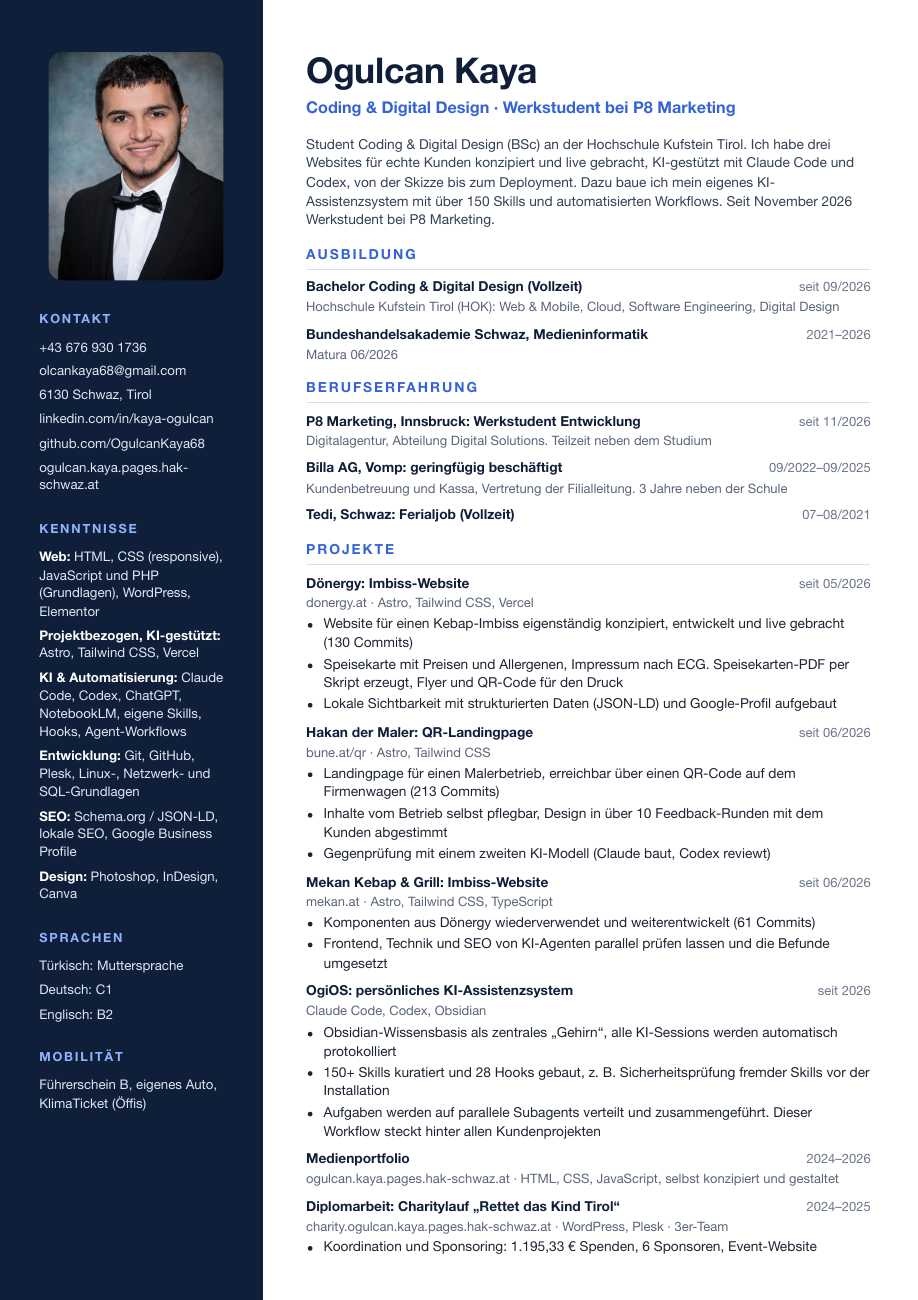 KONTAKT
+43 676 930 1736
olcankaya68@gmail.com
6130 Schwaz, Tirol
linkedin.com/in/kaya-ogulcan
github.com/OgulcanKaya68
ogulcan.kaya.pages.hak-
schwaz.at
KENNTNISSE
Web: HTML, CSS (responsive),
JavaScript und PHP
(Grundlagen), WordPress,
Elementor
Projektbezogen, KI-gestützt:
Astro, Tailwind CSS, Vercel
KI & Automatisierung: Claude
Code, Codex, ChatGPT,
NotebookLM, eigene Skills,
Hooks, Agent-Workflows
Entwicklung: Git, GitHub,
Plesk, Linux-, Netzwerk- und
SQL-Grundlagen
SEO: Schema.org / JSON-LD,
lokale SEO, Google Business
Profile
Design: Photoshop, InDesign,
Canva
SPRACHEN
Türkisch: Muttersprache
Deutsch: C1
Englisch: B2
MOBILITÄT
Führerschein B, eigenes Auto,
KlimaTicket (Öffis)
Ogulcan Kaya
Coding & Digital Design · Werkstudent bei P8 Marketing
Student Coding & Digital Design (BSc) an der Hochschule Kufstein Tirol. Ich habe drei
Websites für echte Kunden konzipiert und live gebracht, KI-gestützt mit Claude Code und
Codex, von der Skizze bis zum Deployment. Dazu baue ich mein eigenes KI-
Assistenzsystem mit über 150 Skills und automatisierten Workflows. Seit November 2026
Werkstudent bei P8 Marketing.
AUSBILDUNG
Bachelor Coding & Digital Design (Vollzeit) seit 09/2026
Hochschule Kufstein Tirol (HOK): Web & Mobile, Cloud, Software Engineering, Digital Design
Bundeshandelsakademie Schwaz, Medieninformatik 2021–2026
Matura 06/2026
BERUFSERFAHRUNG
P8 Marketing, Innsbruck: Werkstudent Entwicklung seit 11/2026
Digitalagentur, Abteilung Digital Solutions. Teilzeit neben dem Studium
Billa AG, Vomp: geringfügig beschäftigt 09/2022–09/2025
Kundenbetreuung und Kassa, Vertretung der Filialleitung. 3 Jahre neben der Schule
Tedi, Schwaz: Ferialjob (Vollzeit) 07–08/2021
PROJEKTE
Dönergy: Imbiss-Website seit 05/2026
donergy.at · Astro, Tailwind CSS, Vercel
• Website für einen Kebap-Imbiss eigenständig konzipiert, entwickelt und live gebracht
(130 Commits)
• Speisekarte mit Preisen und Allergenen, Impressum nach ECG. Speisekarten-PDF per
Skript erzeugt, Flyer und QR-Code für den Druck
• Lokale Sichtbarkeit mit strukturierten Daten (JSON-LD) und Google-Profil aufgebaut
Hakan der Maler: QR-Landingpage seit 06/2026
bune.at/qr · Astro, Tailwind CSS
• Landingpage für einen Malerbetrieb, erreichbar über einen QR-Code auf dem
Firmenwagen (213 Commits)
• Inhalte vom Betrieb selbst pflegbar, Design in über 10 Feedback-Runden mit dem
Kunden abgestimmt
• Gegenprüfung mit einem zweiten KI-Modell (Claude baut, Codex reviewt)
Mekan Kebap & Grill: Imbiss-Website seit 06/2026
mekan.at · Astro, Tailwind CSS, TypeScript
• Komponenten aus Dönergy wiederverwendet und weiterentwickelt (61 Commits)
• Frontend, Technik und SEO von KI-Agenten parallel prüfen lassen und die Befunde
umgesetzt
OgiOS: persönliches KI-Assistenzsystem seit 2026
Claude Code, Codex, Obsidian
• Obsidian-Wissensbasis als zentrales „Gehirn“, alle KI-Sessions werden automatisch
protokolliert
• 150+ Skills kuratiert und 28 Hooks gebaut, z. B. Sicherheitsprüfung fremder Skills vor der
Installation
• Aufgaben werden auf parallele Subagents verteilt und zusammengeführt. Dieser
Workflow steckt hinter allen Kundenprojekten
Medienportfolio 2024–2026
ogulcan.kaya.pages.hak-schwaz.at · HTML, CSS, JavaScript, selbst konzipiert und gestaltet
Diplomarbeit: Charitylauf „Rettet das Kind Tirol“ 2024–2025
charity.ogulcan.kaya.pages.hak-schwaz.at · WordPress, Plesk · 3er-Team
• Koordination und Sponsoring: 1.195,33 € Spenden, 6 Sponsoren, Event-Website